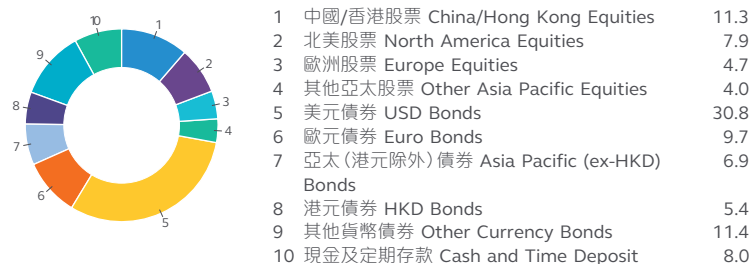 1 中國/香港股票 China/Hong Kong Equities 11.3
2 北美股票 North America Equities 7.9
3 歐洲股票 Europe Equities 4.7
4 其他亞太股票 Other Asia Pacific Equities 4.0
5 美元債券 USD Bonds 30.8
6 歐元債券 Euro Bonds 9.7
7 亞太（港元除外）債券 Asia Pacific (ex-HKD) 6.9
Bonds
8 港元債券 HKD Bonds 5.4
9 其他貨幣債券 Other Currency Bonds 11.4
10 現金及定期存款 Cash and Time Deposit 8.0
1
2
3
4
5
6
7
8
9
10